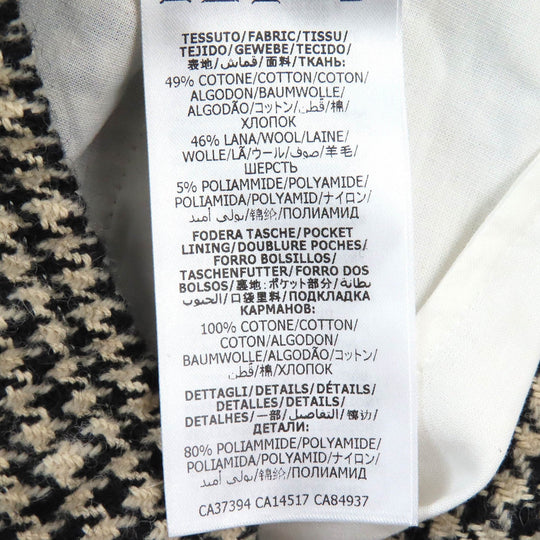 TESSUTO/FABRIC/TISSU/
TEJIDO/GEWEBE/TECIDO/
表地/قماش/面料/ТКАНЬ:
49% COTONE/COTTON/COTON/
ALGODON/BAUMWOLLE/
ALGODÃO/コットン/قطن/棉/
ХЛОПОК
46% LANA/WOOL/LAINE/
WOLLE/LÃ/ウール/صوف/羊毛/
ШЕРСТЬ
5% POLIAMMIDE/POLYAMIDE/
POLIAMIDA/POLYAMID/ナイロン/
بولي أميد/锦纶/ПОЛИАМИД
FODERA TASCHE/POCKET
LINING/DOUBLURE POCHES/
FORRO BOLSILLOS/
TASCHENFUTTER/FORRO DOS
BOLSOS/裏地:ポケット部分/بطانة
الجيوب/口袋里料/ПОДКЛАДКА
КАРМАНОВ:
100% COTONE/COTTON/
COTON/ALGODON/
BAUMWOLLE/ALGODÃO/コットン/
قطن/棉/ХЛОПОК
DETTAGLI/DETAILS/DÉTAILS/
DETALLES/DETAILS/
DETALHES/一部/التفاصيل/镶边/
ДЕТАЛИ:
80% POLIAMMIDE/POLYAMIDE/
POLIAMIDA/POLYAMID/ナイロン/
بولي أميد/锦纶/ПОЛИАМИД
CA37394 CA14517 CA84937